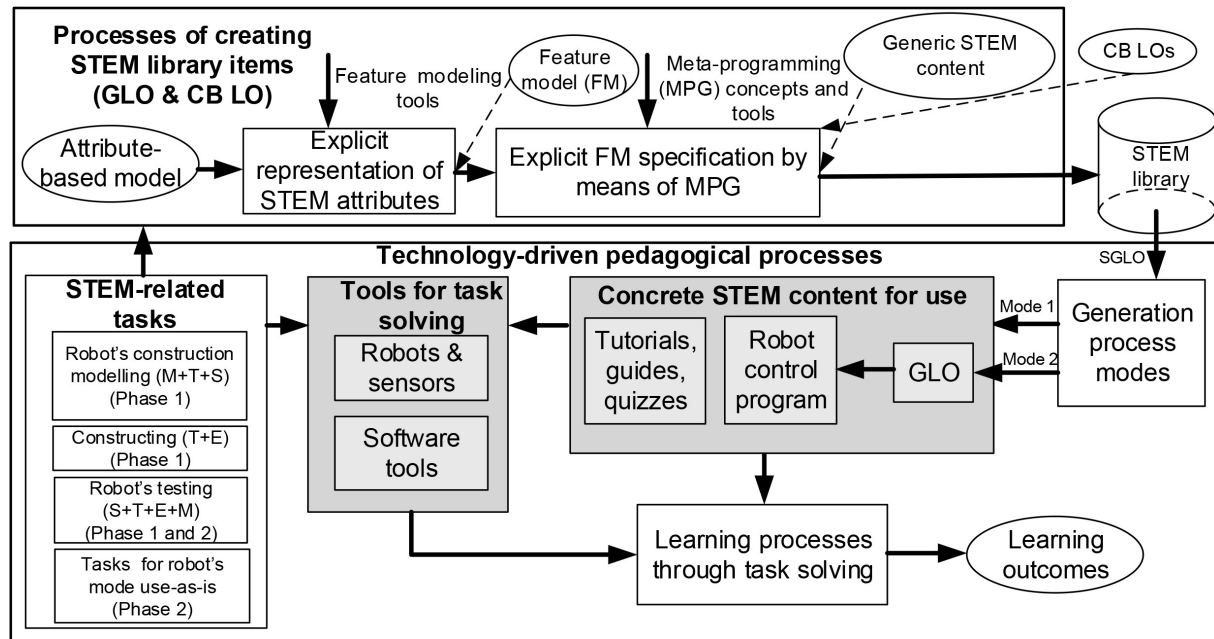 Processes of creating
STEM library items
(GLO & CB LO)
Feature modeling
tools
Feature
model (FM)
Meta-programming
(MPG) concepts and
tools
Generic STEM
content
CB LOs
Attribute-
based model
Explicit
representation of
STEM attributes
Explicit FM specification by
means of MPG
STEM
library
Technology-driven pedagogical processes
SGLO
STEM-related
tasks
Robot's construction
modelling (M+T+S)
(Phase 1)
Constructing (T+E)
(Phase 1)
Robot's testing
(S+T+E+M)
(Phase 1 and 2)
Tasks for robot's
mode use-as-is
(Phase 2)
Tools for task
solving
Robots &
sensors
Software
tools
Concrete STEM content for use
Tutorials,
guides,
quizzes
Robot
control
program
GLO
Mode 1
Mode 2
Generation
process
modes
Learning processes
through task solving
Learning
outcomes